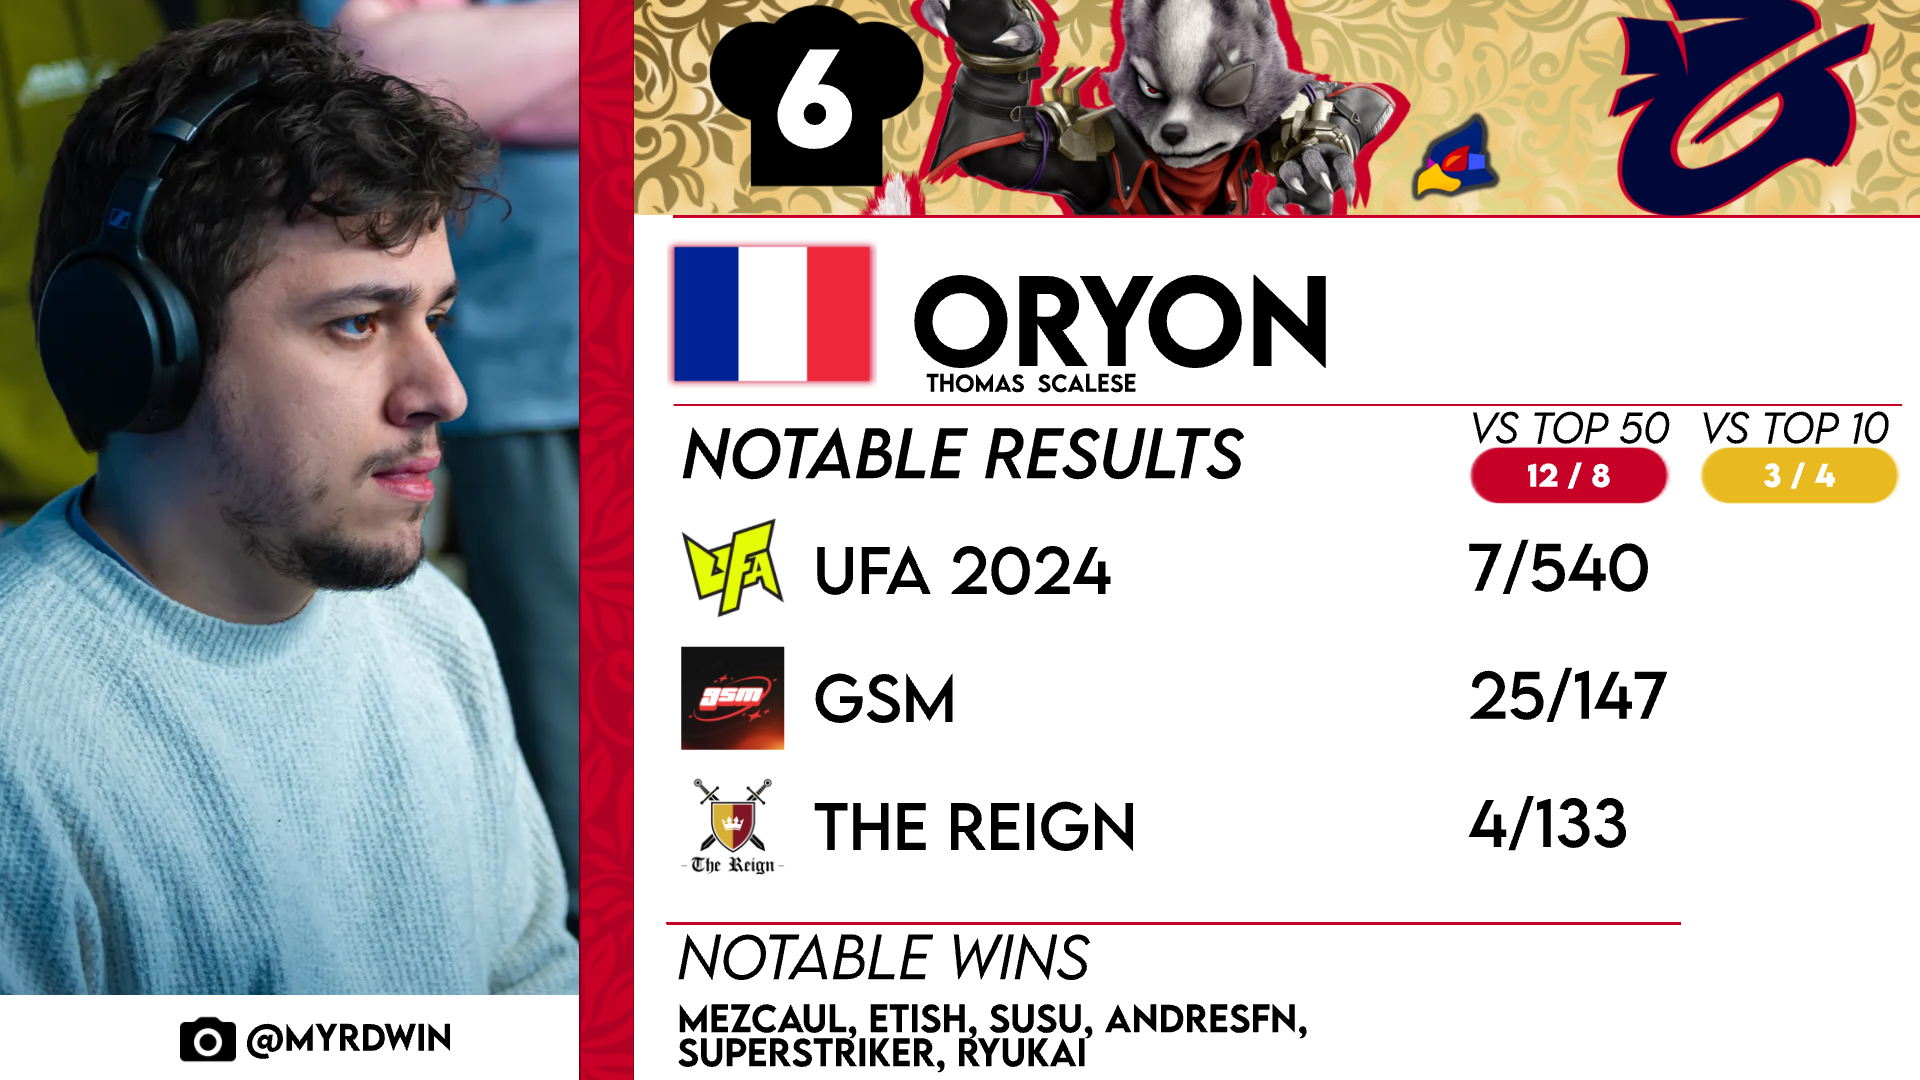 6
ORYON
THOMAS SCALESE
NOTABLE RESULTS
VS TOP 50
VS TOP 10
12 / 8
3 / 4
UFA
UFA 2024
7/540
gsm
GSM
25/147
- The Reign -
THE REIGN
4/133
NOTABLE WINS
MEZCAUL, ETISH, SUSU, ANDRESFN,
SUPERSTRIKER, RYUKAI
@MYRDWIN